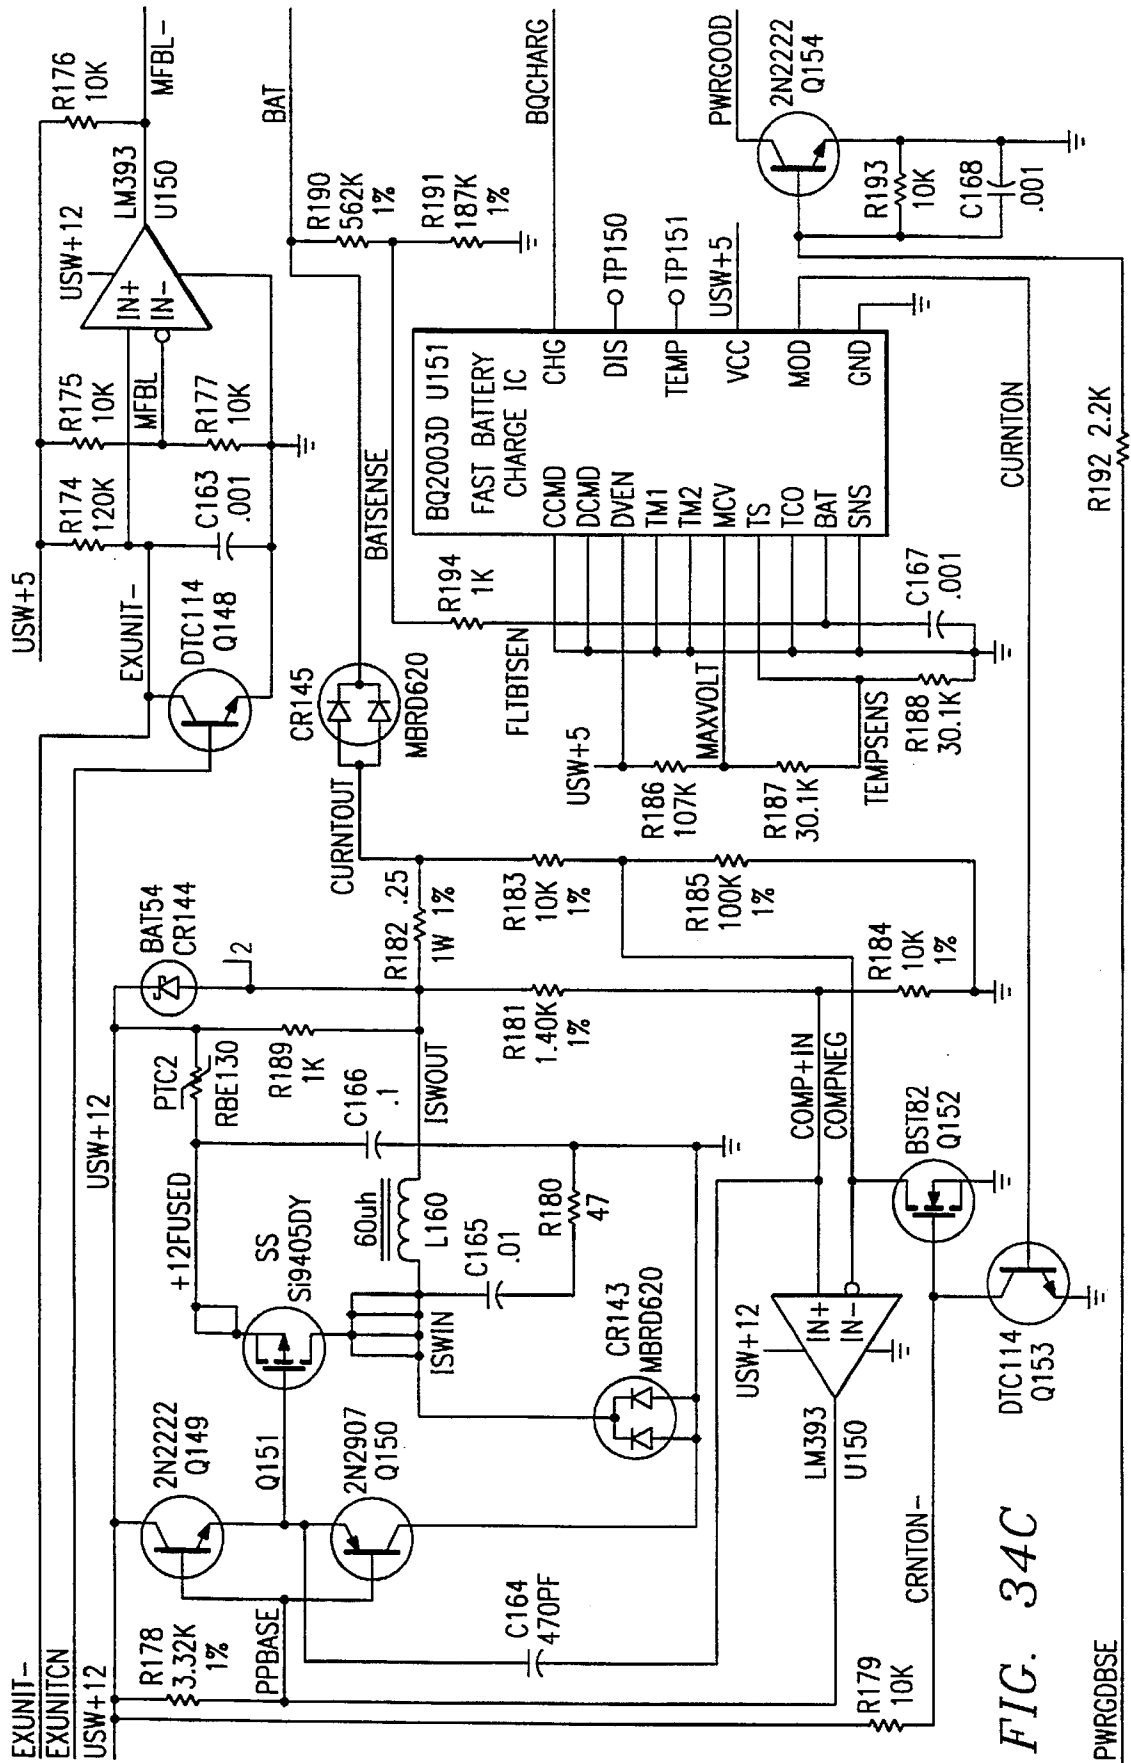 EXUNIT-
EXUNITCN
USW+12
R178
3.32K
1%
PPBASE
2N2222
Q149
Q151
2N2907
Q150
C164
470PF
R179
10K
CRNTON-
USW+12
+12FUSED
SS
Si9405DY
ISWIN
60uh
L160
C165
.01
R180
47
CR143
MBRD620
PTC2
RBE130
R189
1K
C166
.1
ISWOUT
BAT54
CR144
2
R182 .25
1W 1%
R181
1.40K
1%
R183
10K
1%
R185
100K
1%
R184
10K
1%
COMP+IN
COMPNEG
USW+12
IN+
IN-
LM393
U150
BST82
Q152
DTC114
Q153
CURNTOUT
CR145
MBRD620
BATSENSE
USW+5
EXUNIT-
DTC114
Q148
R174
120K
C163
.001
R175
10K
MFBL
R177
10K
USW+12
IN+
IN-
LM393
U150
R176
10K
MFBL-
BAT
R190
562K
1%
R191
187K
1%
FLTBTSEN
R194
1K
USW+5
R186
107K
MAXVOLT
R187
30.1K
TEMPSENS
R188
30.1K
C167
.001
BQ2003D U151
FAST BATTERY
CHARGE IC
CCMD
DCMD
DVEN
TM1
TM2
MCV
TS
TCO
BAT
SNS
CHG
DIS
TEMP
VCC
MOD
GND
BQCHARG
TP150
TP151
USW+5
PWRGOOD
2N2222
Q154
R193
10K
C168
.001
CURNTON
R192 2.2K
PWRGDBSE
FIG. 34C